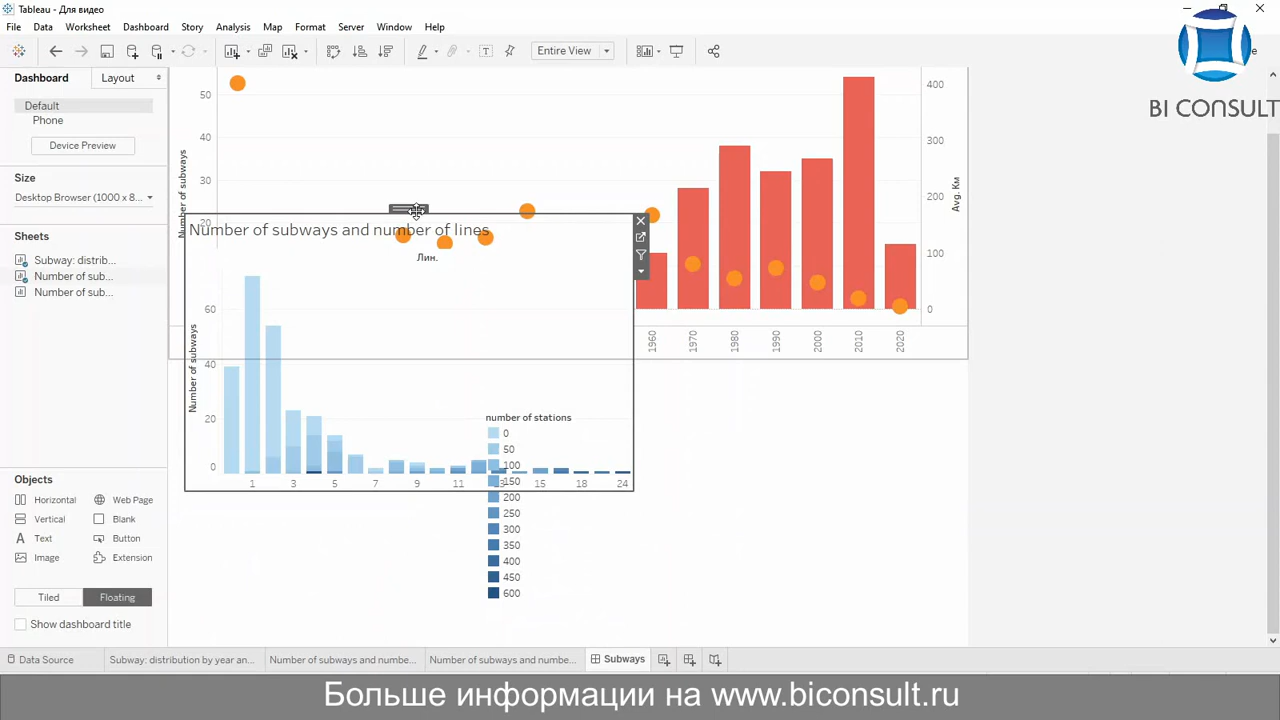 Tableau - Для видео
File Data Worksheet Dashboard Story Analysis Map Format Server Window Help
Entire View
BI CONSULT
Dashboard Layout
Default
Phone
Device Preview
Size
Desktop Browser (1000 x 8...
Sheets
Subway: distrib...
Number of sub...
Number of sub...
Objects
Horizontal Web Page
Vertical Blank
Text Button
Image Extension
Tiled Floating
Show dashboard title
50
40
30
20
Number of subways
400
300
200
100
0
Avg. Км
1960 1970 1980 1990 2000 2010 2020
Number of subways and number of lines
Лин.
Number of subways
60
40
20
0
1 3 5 7 9 11 13 15 18 24
number of stations
0
50
100
150
200
250
300
350
400
450
600
Data Source Subway: distribution by year an... Number of subways and numbe... Number of subways and numbe... Subways
Больше информации на www.biconsult.ru